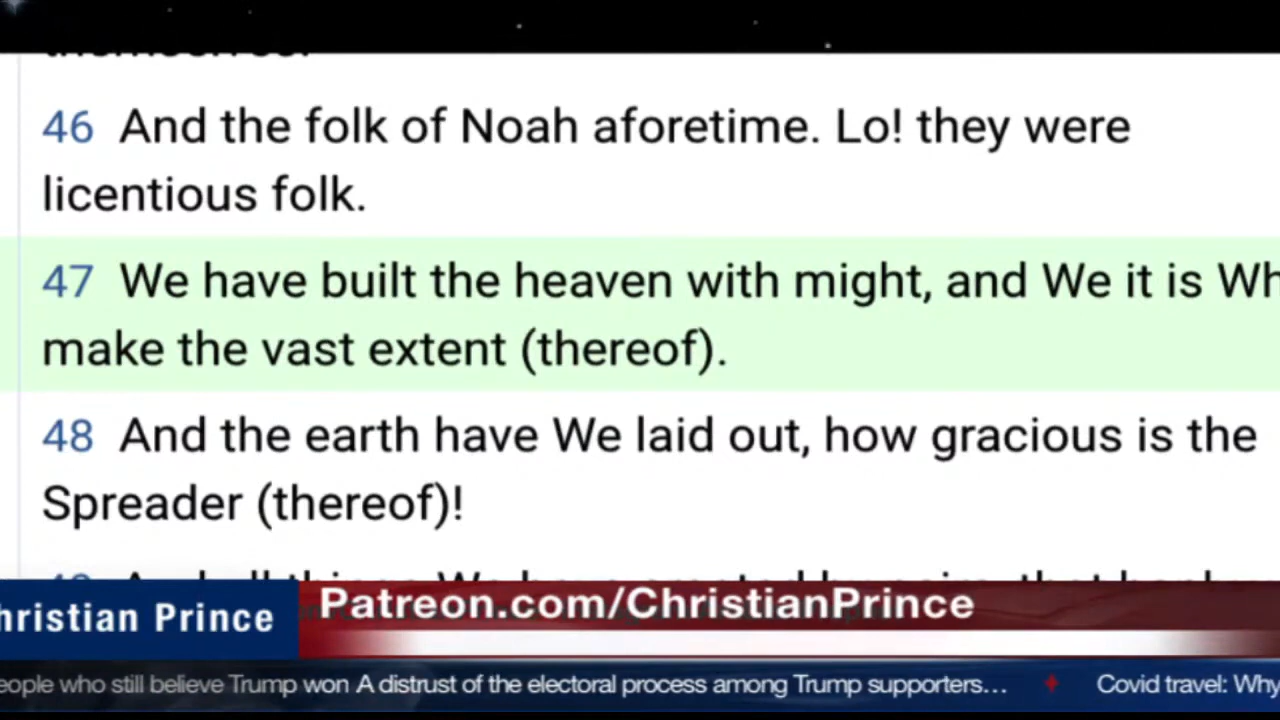 46 And the folk of Noah aforetime. Lo! they were
licentious folk.
47 We have built the heaven with might, and We it is Wh
make the vast extent (thereof).
48 And the earth have We laid out, how gracious is the
Spreader (thereof)!
hristian Prince
Patreon.com/ChristianPrince
eople who still believe Trump won A distrust of the electoral process among Trump supporters... Covid travel: Why